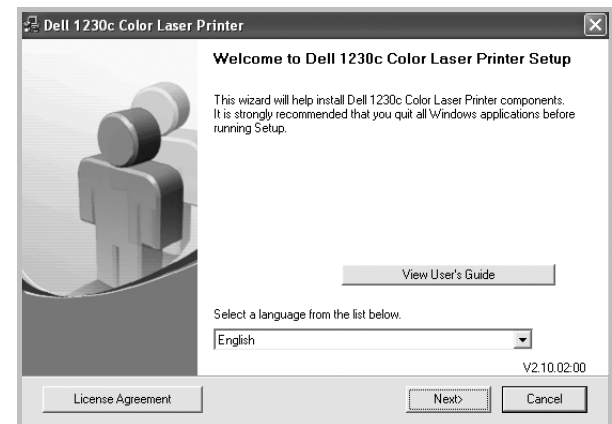 Dell 1230c Color Laser Printer
Welcome to Dell 1230c Color Laser Printer Setup
This wizard will help install Dell 1230c Color Laser Printer components.
It is strongly recommended that you quit all Windows applications before
running Setup.
View User's Guide
Select a language from the list below.
English
V2.10.02:00
License Agreement
Next>
Cancel